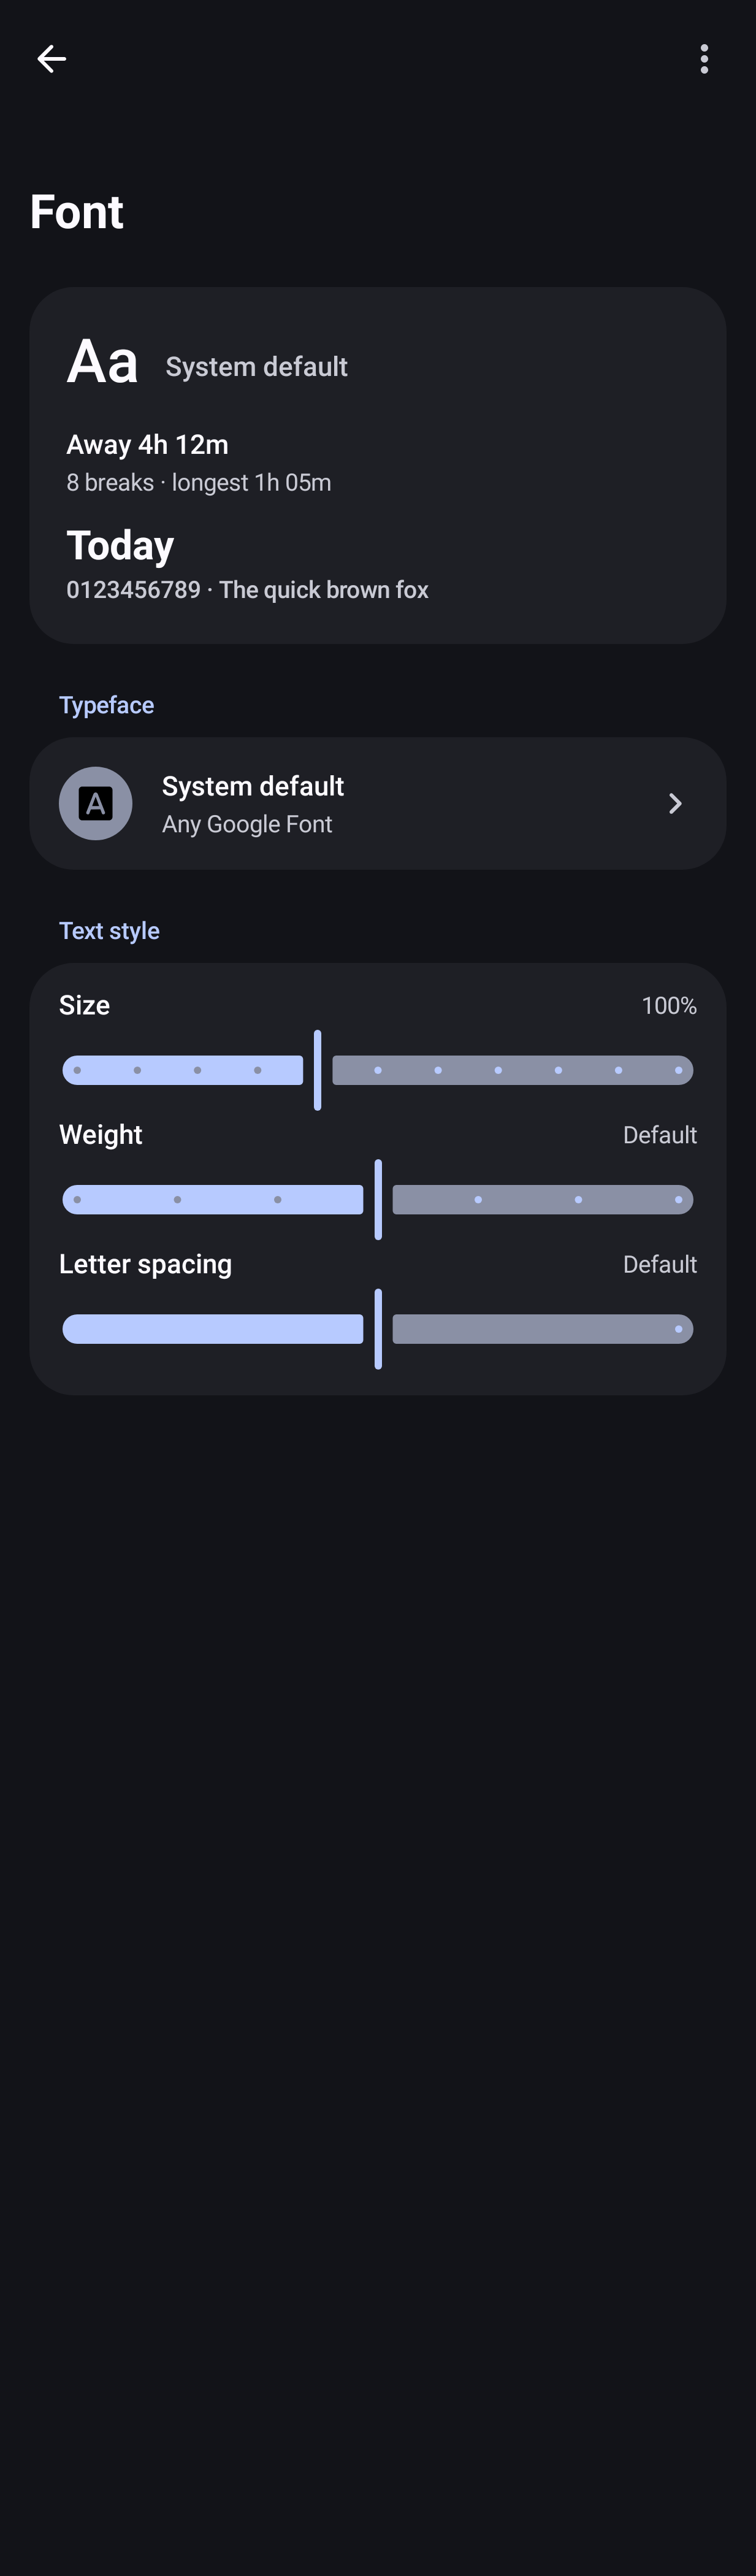 Font
Aa System default
Away 4h 12m
8 breaks · longest 1h 05m
Today
0123456789 · The quick brown fox
Typeface
A
System default
Any Google Font
Text style
Size 100%
Weight Default
Letter spacing Default